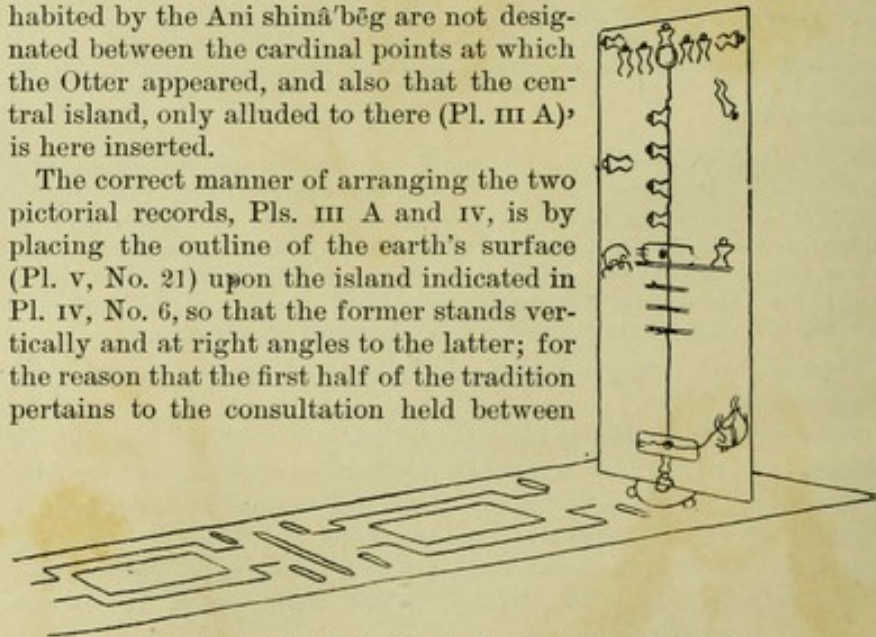 habited by the Ani shinâ′bēg are not desig-
nated between the cardinal points at which
the Otter appeared, and also that the cen-
tral island, only alluded to there (Pl. III A),
is here inserted.
The correct manner of arranging the two
pictorial records, Pls. III A and IV, is by
placing the outline of the earth's surface
(Pl. V, No. 21) upon the island indicated in
Pl. IV, No. 6, so that the former stands ver-
tically and at right angles to the latter; for
the reason that the first half of the tradition
pertains to the consultation held between